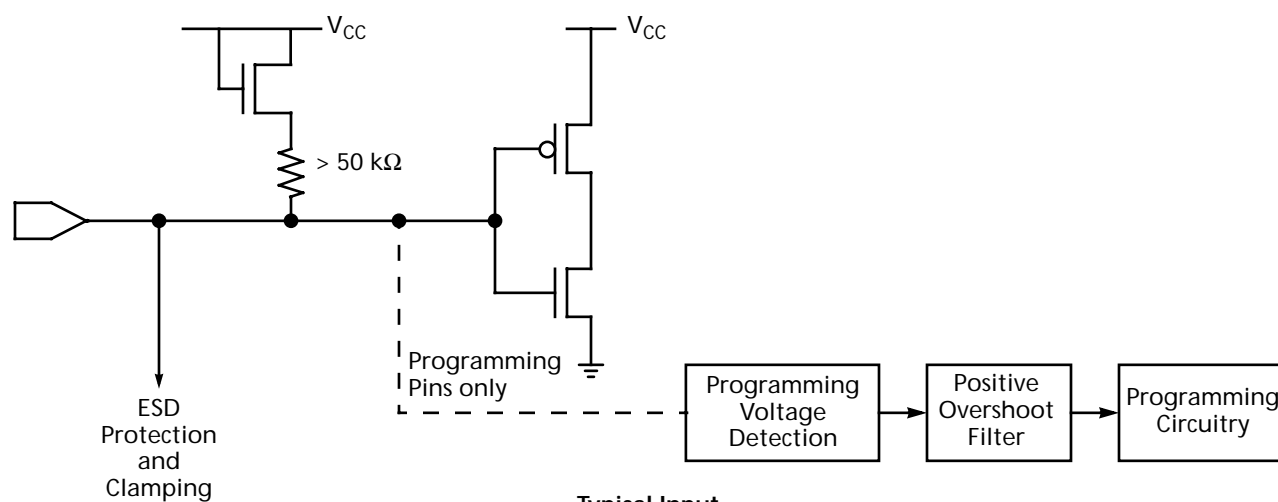 V_CC
V_CC
> 50 kΩ
Programming
Pins only
ESD
Protection
and
Clamping
Programming
Voltage
Detection
Positive
Overshoot
Filter
Programming
Circuitry
Typical Input